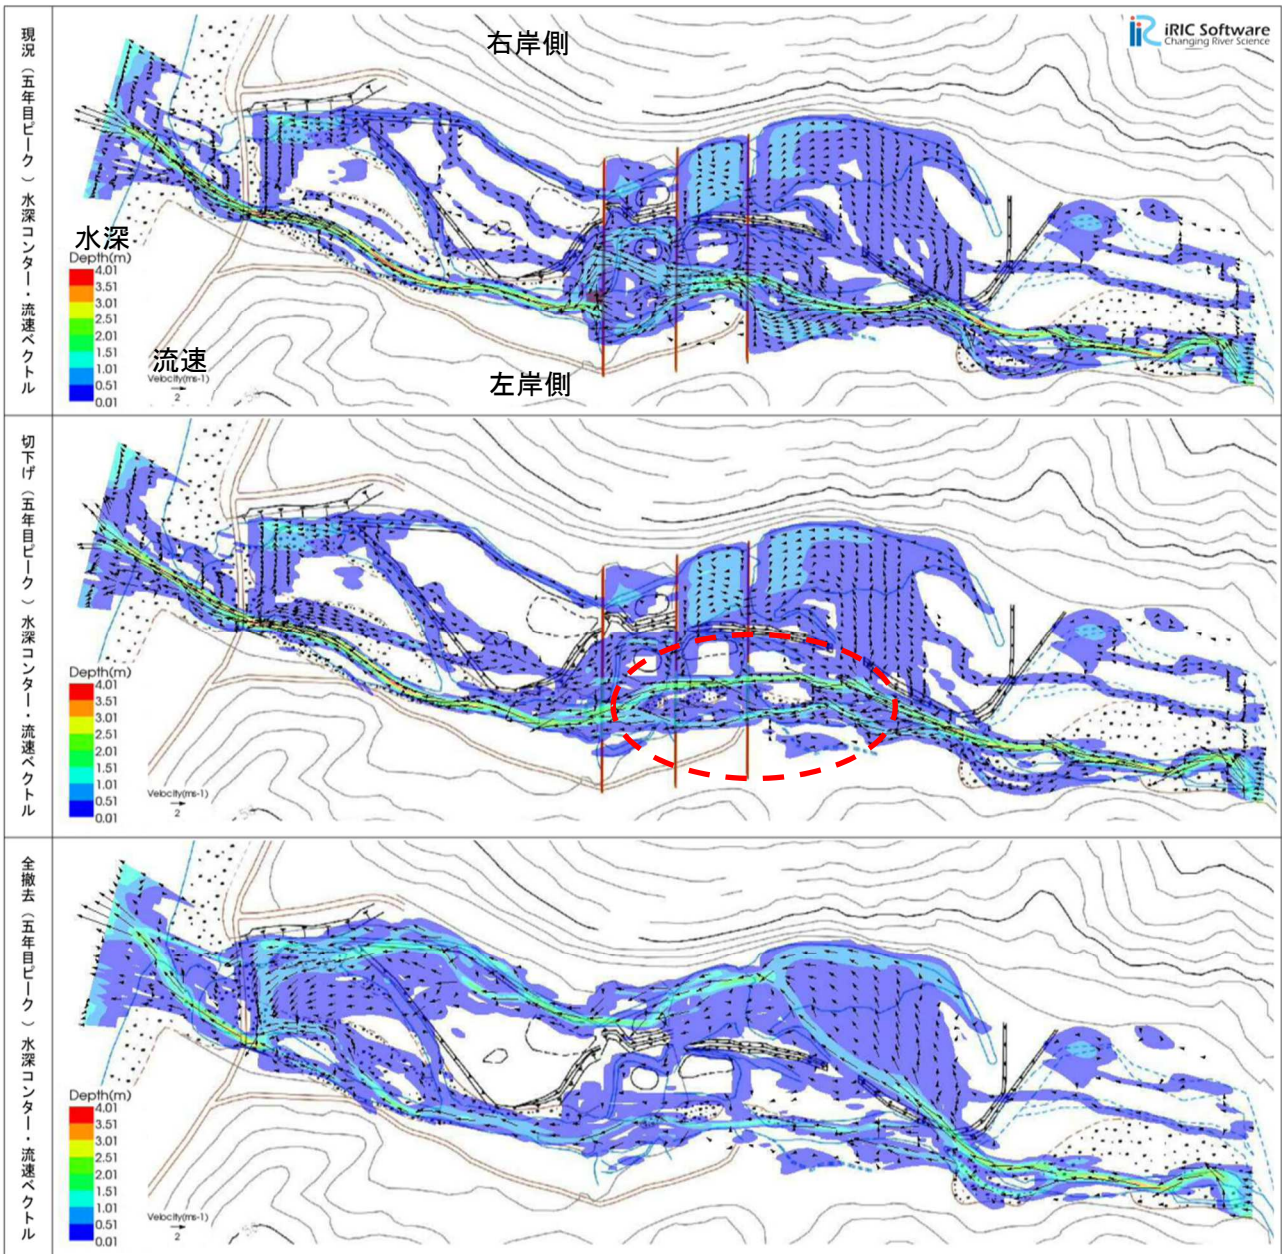 現況（五年目ピーク）水深コンター・流速ベクトル
右岸側
iRIC Software
Changing River Science
水深
Depth(m)
4.01
3.51
3.01
2.51
2.01
1.51
1.01
0.51
0.01
流速
Velocity(ms-1)
2
左岸側
切下げ（五年目ピーク）水深コンター・流速ベクトル
Depth(m)
4.01
3.51
3.01
2.51
2.01
1.51
1.01
0.51
0.01
Velocity(ms-1)
2
全撤去（五年目ピーク）水深コンター・流速ベクトル
Depth(m)
4.01
3.51
3.01
2.51
2.01
1.51
1.01
0.51
0.01
Velocity(ms-1)
2